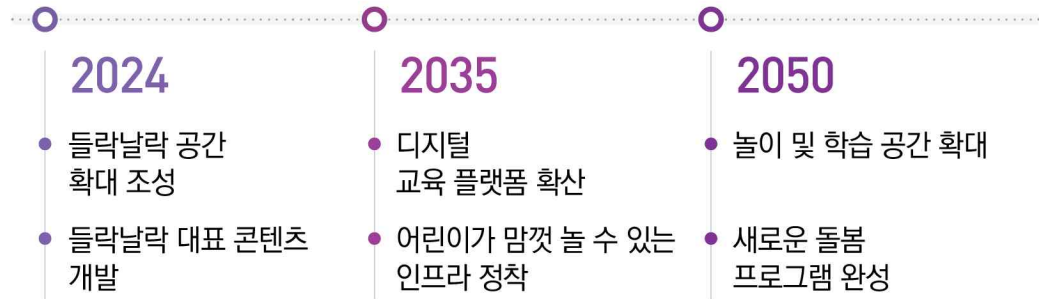 2024
들락날락 공간
확대 조성
들락날락 대표 콘텐츠
개발
2035
디지털
교육 플랫폼 확산
어린이가 맘껏 놀 수 있는
인프라 정착
2050
놀이 및 학습 공간 확대
새로운 돌봄
프로그램 완성